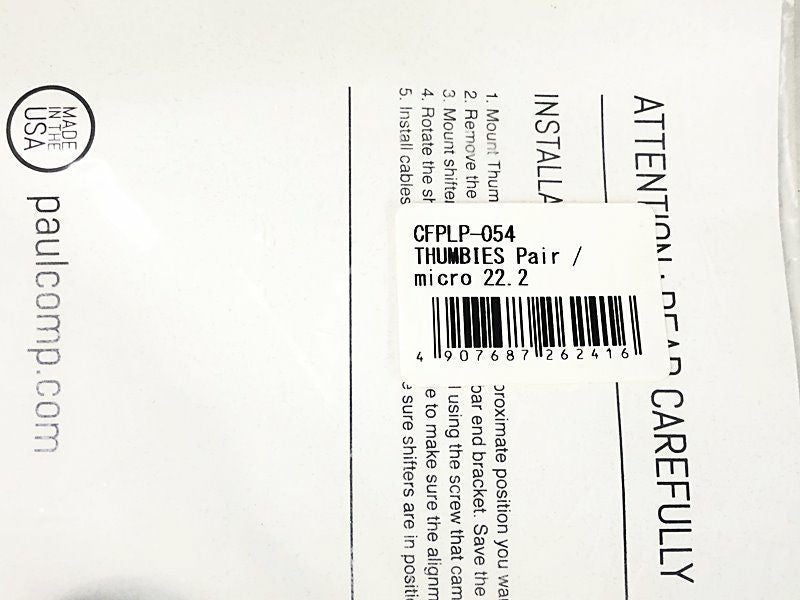 MADE
IN THE
USA
paulcomp.com
ATTENTION: READ CAREFULLY
INSTALLA
1. Mount Thum
proximate position you wa
2. Remove the
bar end bracket. Save the
3. Mount shifter
l using the screw that cam
4. Rotate the sh
e to make sure the alignm
5. Install cables
e sure shifters are in positi
CFPLP-054
THUMBIES Pair /
micro 22.2
4 907687 262416